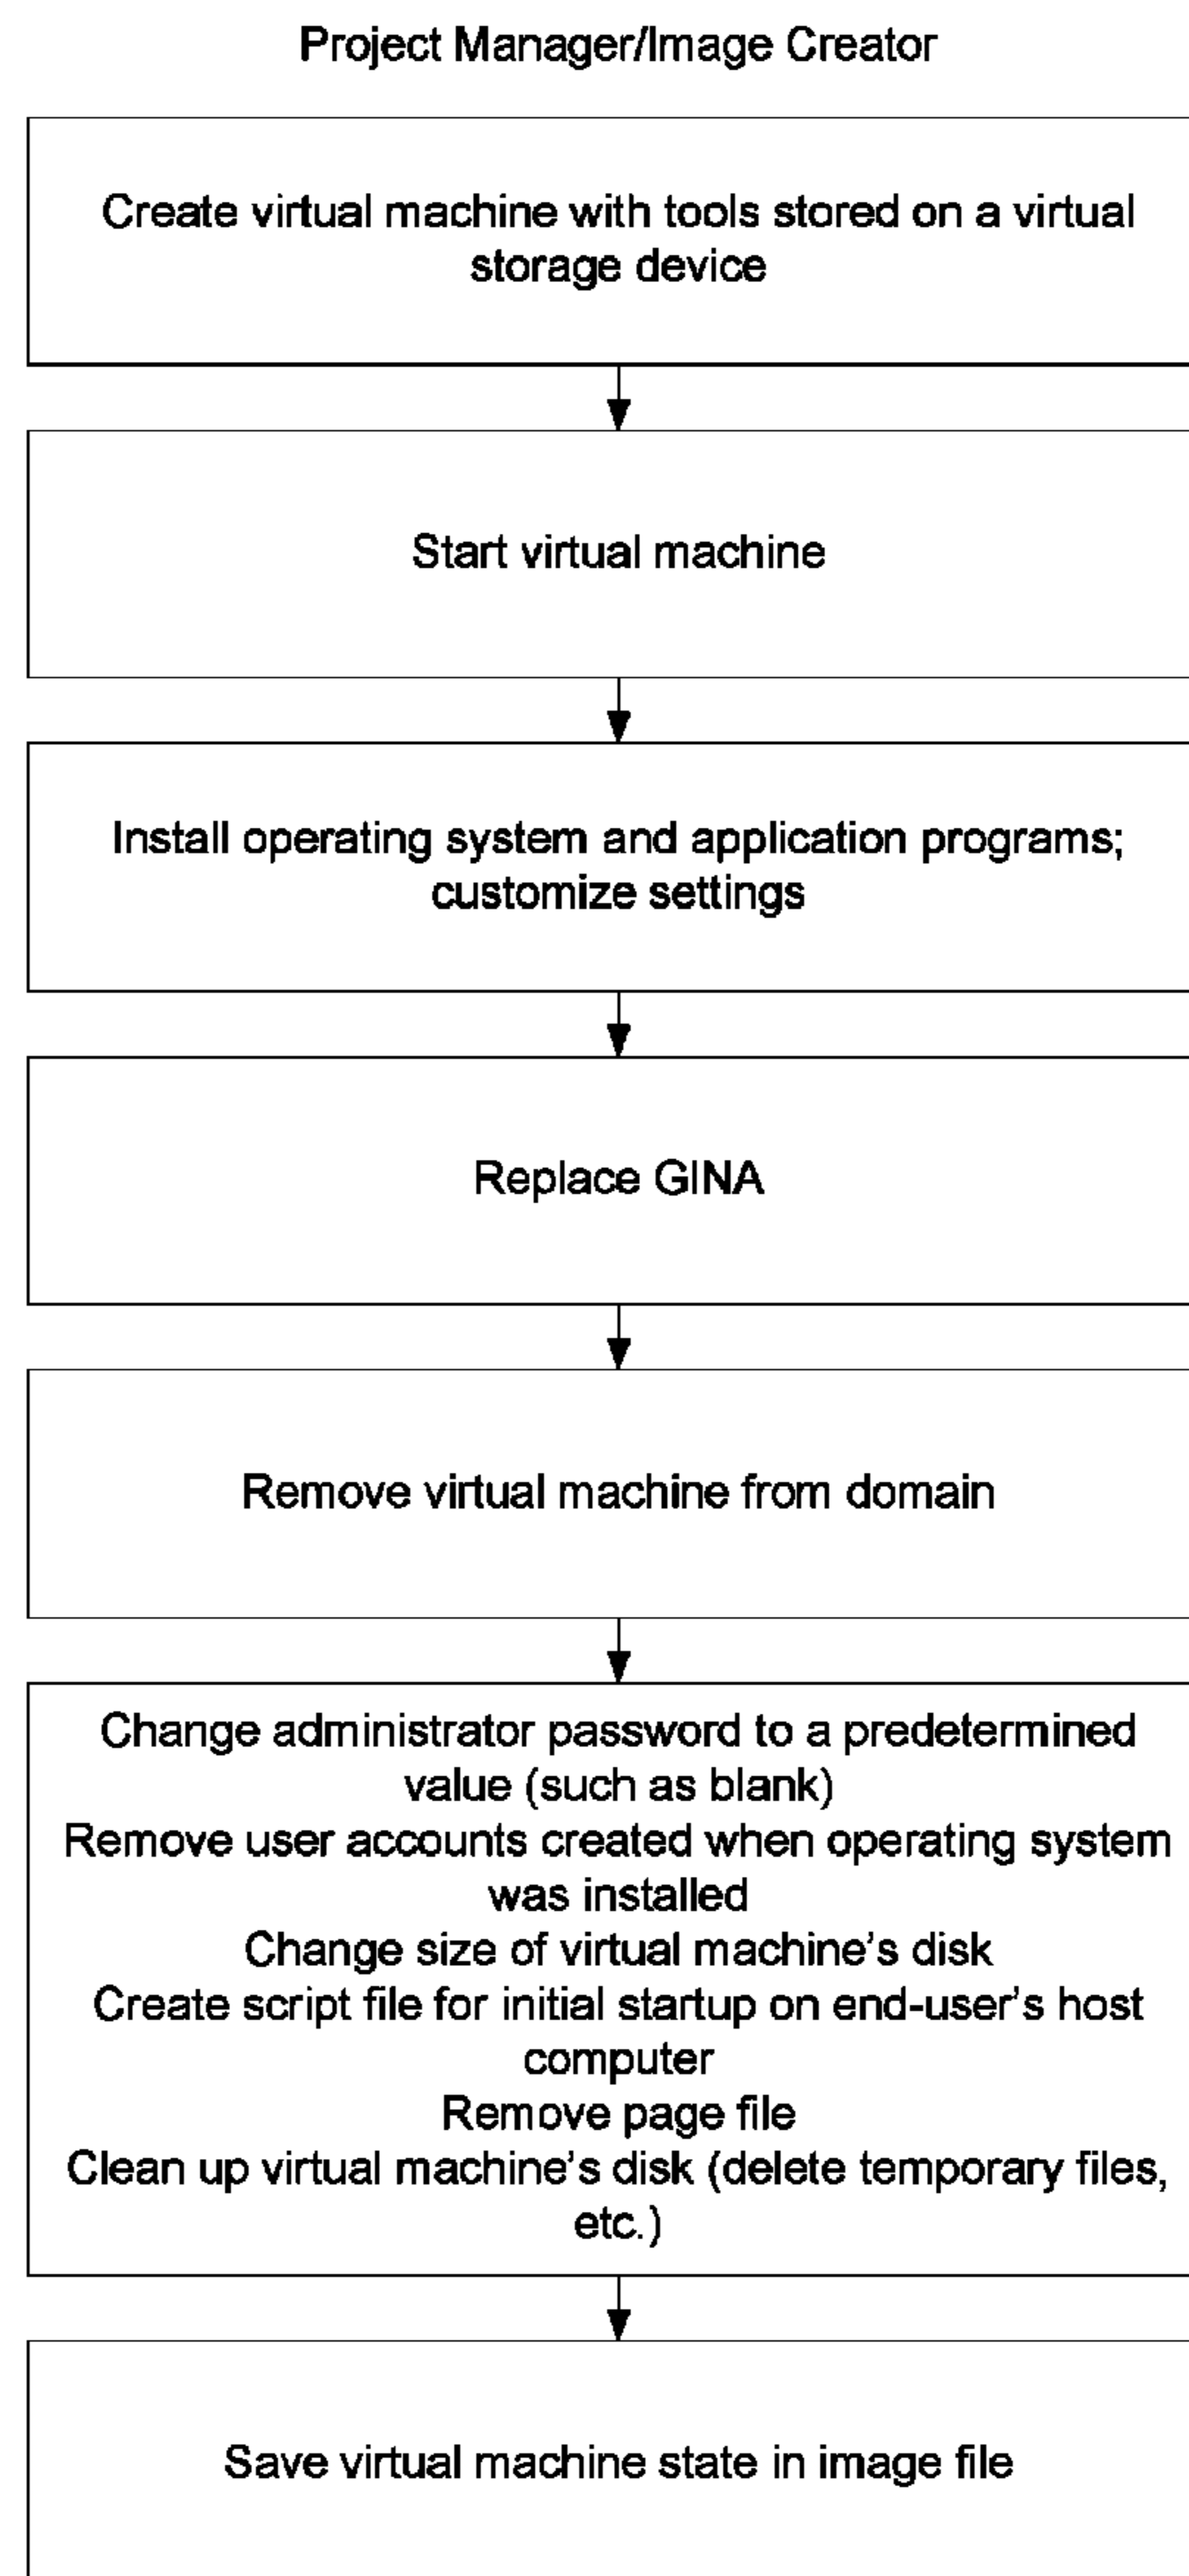 Project Manager/Image Creator
Create virtual machine with tools stored on a virtual
storage device
Start virtual machine
Install operating system and application programs;
customize settings
Replace GINA
Remove virtual machine from domain
Change administrator password to a predetermined
value (such as blank)
Remove user accounts created when operating system
was installed
Change size of virtual machine's disk
Create script file for initial startup on end-user's host
computer
Remove page file
Clean up virtual machine's disk (delete temporary files,
etc.)
Save virtual machine state in image file